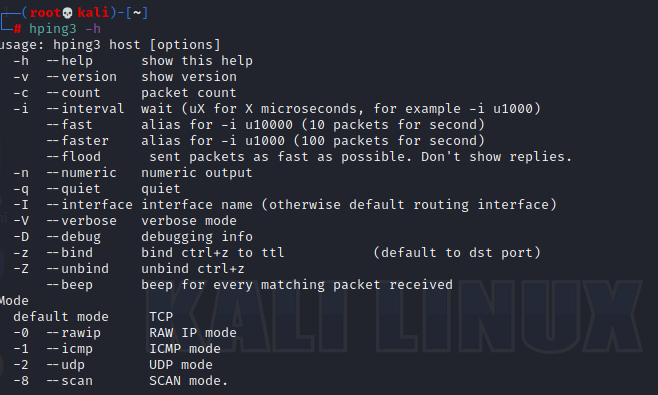 (root💀kali)-[~]
# hping3 -h
usage: hping3 host [options]
-h --help show this help
-v --version show version
-c --count packet count
-i --interval wait (uX for X microseconds, for example -i u1000)
--fast alias for -i u10000 (10 packets for second)
--faster alias for -i u1000 (100 packets for second)
--flood sent packets as fast as possible. Don't show replies.
-n --numeric numeric output
-q --quiet quiet
-I --interface interface name (otherwise default routing interface)
-V --verbose verbose mode
-D --debug debugging info
-z --bind bind ctrl+z to ttl (default to dst port)
-Z --unbind unbind ctrl+z
--beep beep for every matching packet received
Mode
default mode TCP
-0 --rawip RAW IP mode
-1 --icmp ICMP mode
-2 --udp UDP mode
-8 --scan SCAN mode.
KALI LINUX